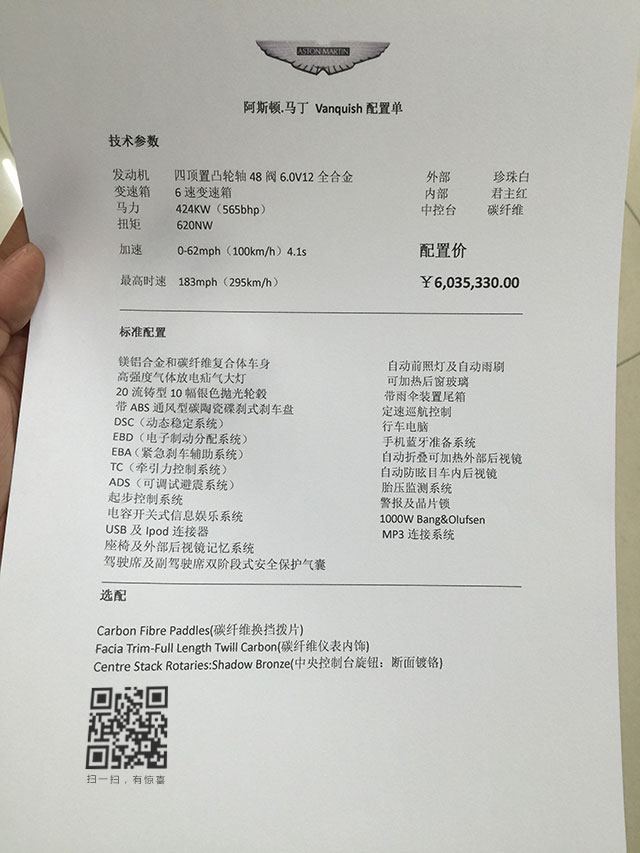 ASTON MARTIN
阿斯顿.马丁 Vanquish 配置单
技术参数
发动机 四顶置凸轮轴 48 阀 6.0V12 全合金 外部 珍珠白
变速箱 6 速变速箱 内部 君主红
马力 424KW（565bhp） 中控台 碳纤维
扭矩 620NW
加速 0-62mph（100km/h）4.1s 配置价
最高时速 183mph（295km/h） ￥6,035,330.00
标准配置
镁铝合金和碳纤维复合体车身
高强度气体放电疝气大灯
20 流铸型 10 幅银色抛光轮毂
带 ABS 通风型碳陶瓷碟刹式刹车盘
DSC（动态稳定系统）
EBD（电子制动分配系统）
EBA（紧急刹车辅助系统）
TC（牵引力控制系统）
ADS（可调试避震系统）
起步控制系统
电容开关式信息娱乐系统
USB 及 Ipod 连接器
座椅及外部后视镜记忆系统
驾驶席及副驾驶席双阶段式安全保护气囊
自动前照灯及自动雨刷
可加热后窗玻璃
带雨伞装置尾箱
定速巡航控制
行车电脑
手机蓝牙准备系统
自动折叠可加热外部后视镜
自动防眩目车内后视镜
胎压监测系统
警报及晶片锁
1000W Bang&Olufsen
MP3 连接系统
选配
Carbon Fibre Paddles(碳纤维换挡拨片)
Facia Trim-Full Length Twill Carbon(碳纤维仪表内饰)
Centre Stack Rotaries:Shadow Bronze(中央控制台旋钮：断面镀铬)
扫一扫，有惊喜